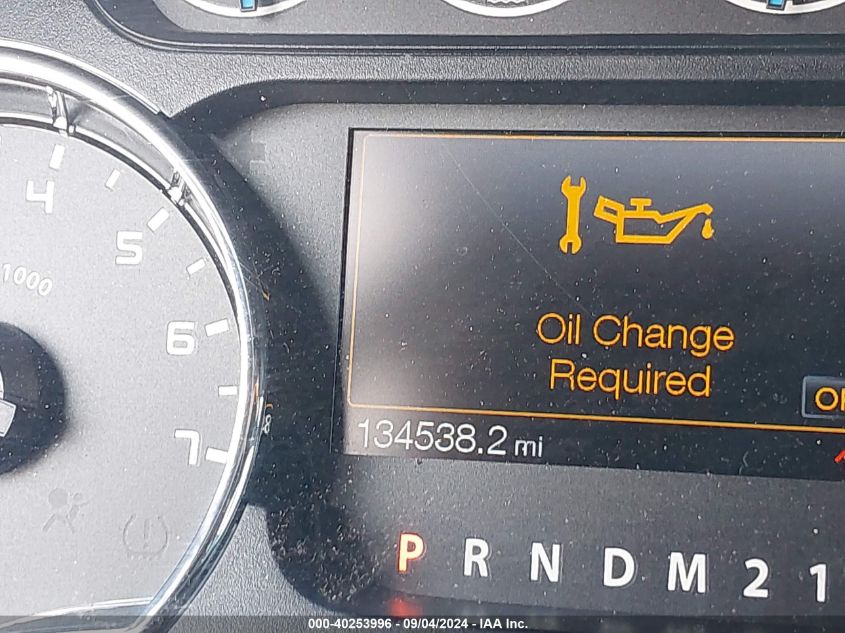 4
5
1000
6
7
Oil Change
Required
134538.2 mi
P R N D M 2 1
000-40253996 - 09/04/2024 - IAA Inc.